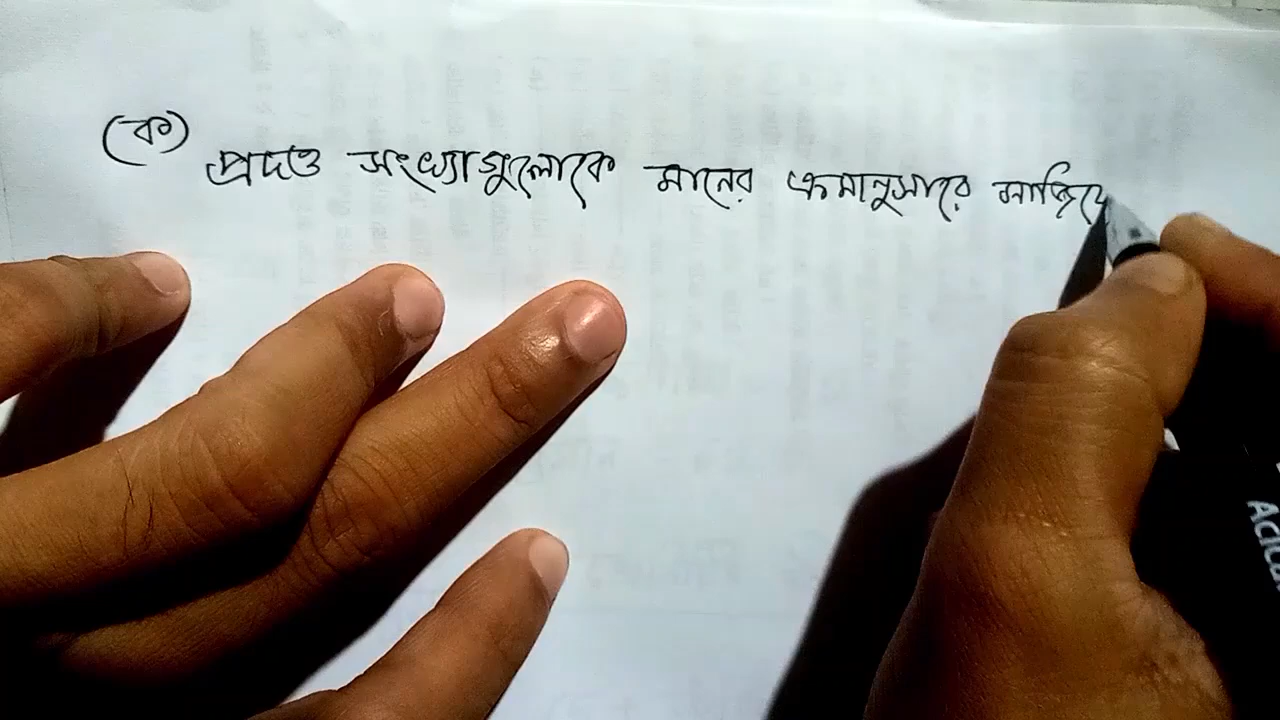 (ক) প্রদত্ত সংখ্যাগুলোকে মানের ক্রমানুসারে সাজিয়ে